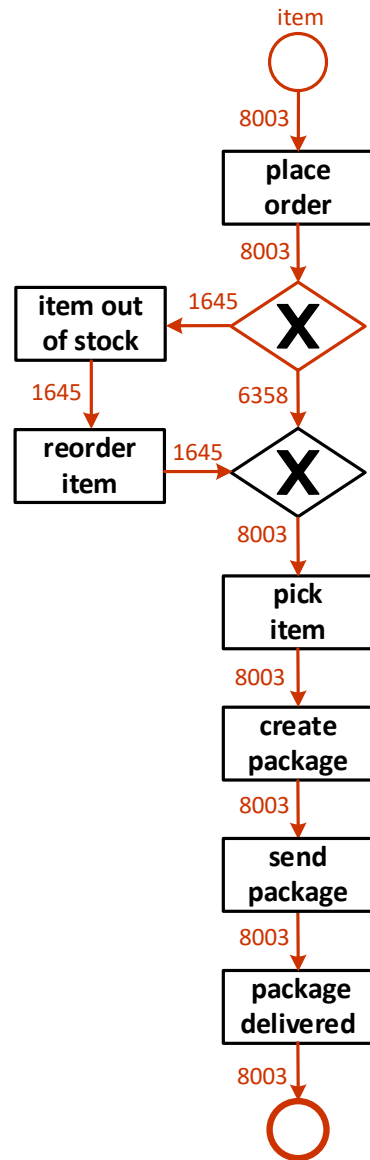 item
8003
place
order
8003
item out
of stock
1645
X
1645
6358
reorder
item
1645
X
8003
pick
item
8003
create
package
8003
send
package
8003
package
delivered
8003